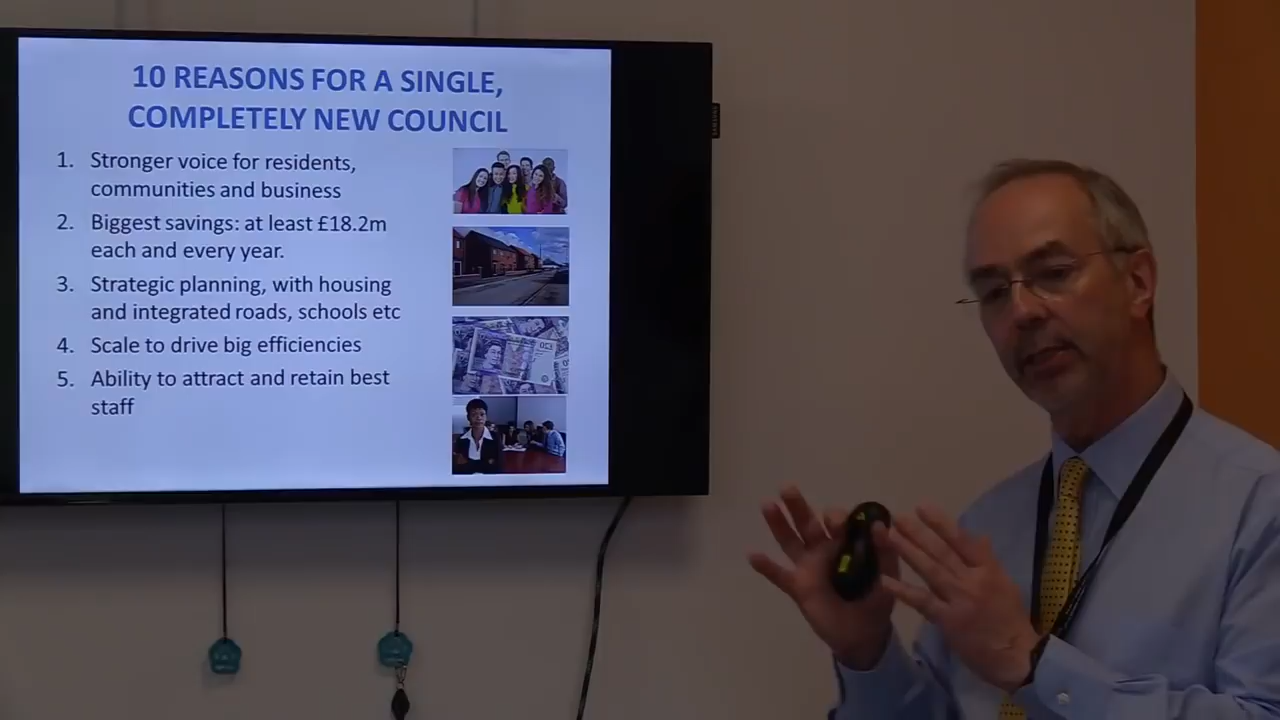 10 REASONS FOR A SINGLE,
COMPLETELY NEW COUNCIL
1. Stronger voice for residents,
communities and business
2. Biggest savings: at least £18.2m
each and every year.
3. Strategic planning, with housing
and integrated roads, schools etc
4. Scale to drive big efficiencies
5. Ability to attract and retain best
staff